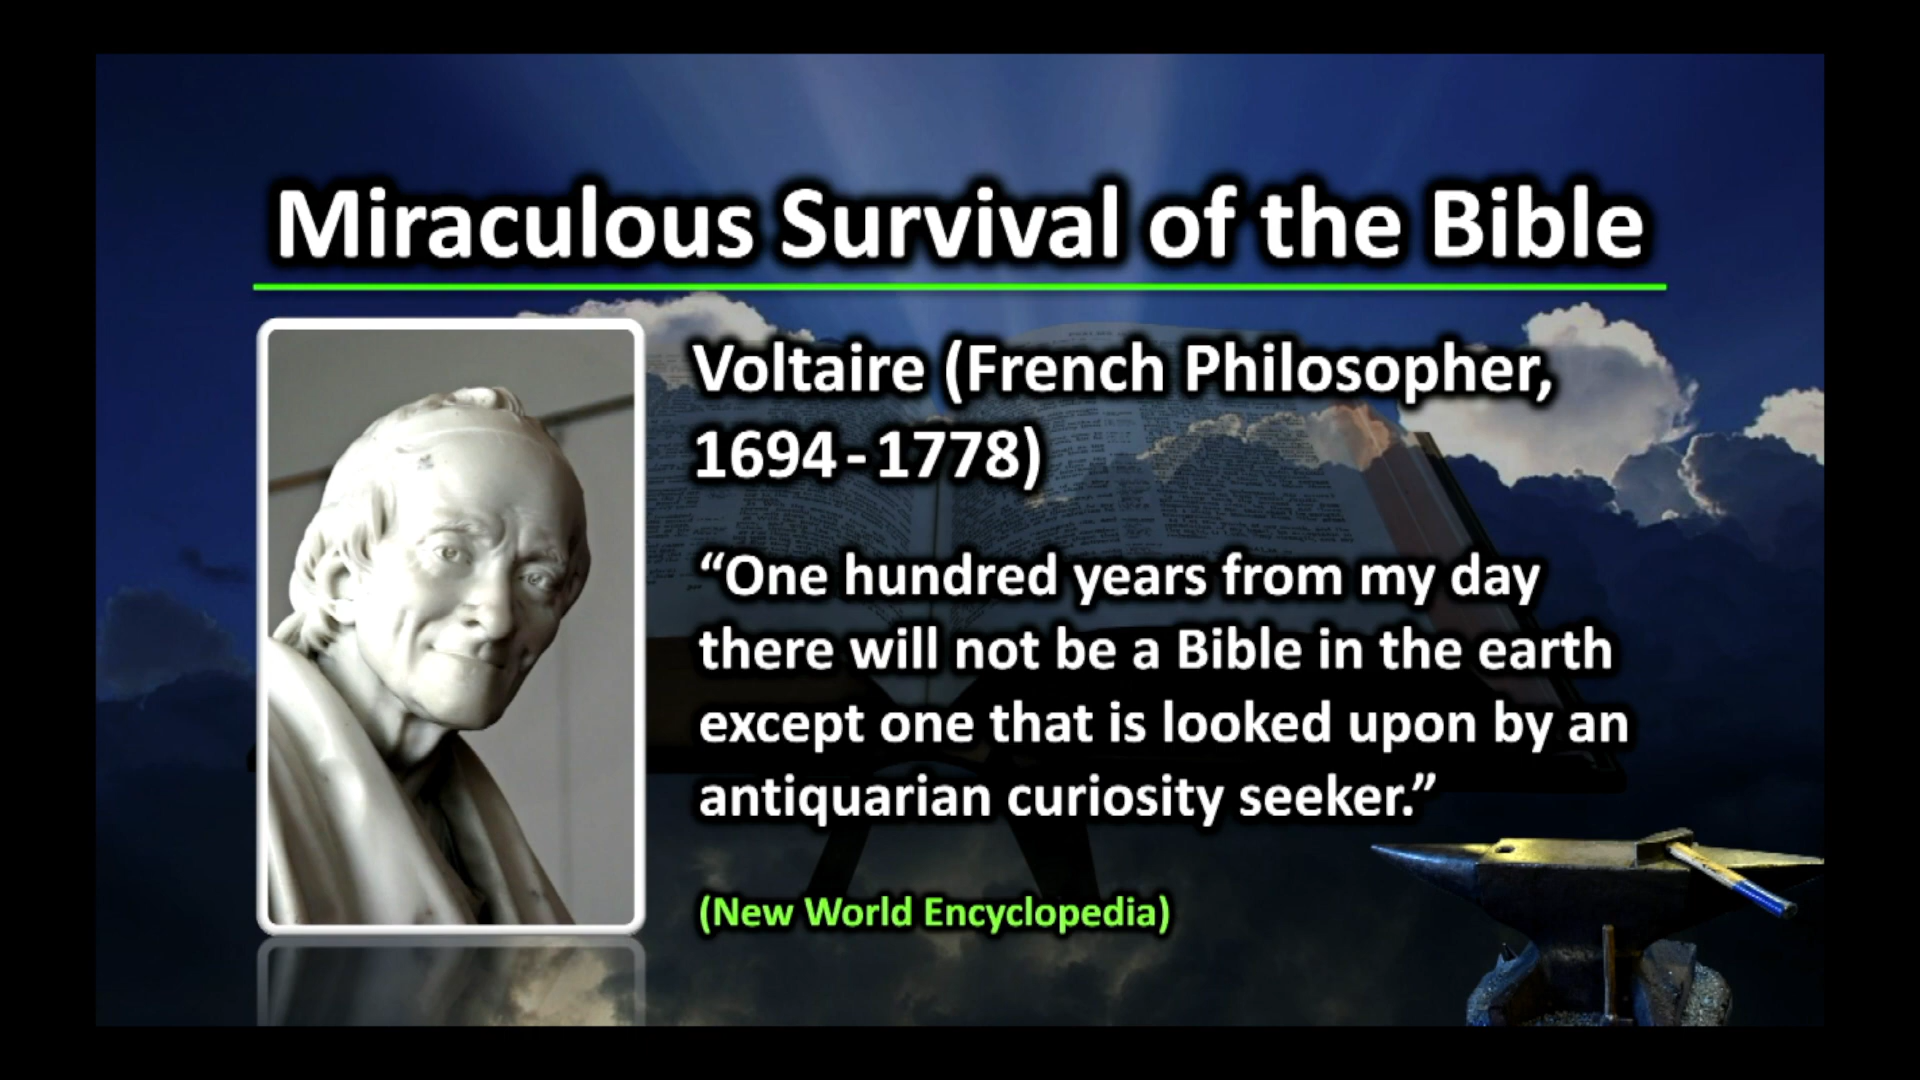 Miraculous Survival of the Bible
Voltaire (French Philosopher,
1694-1778)
“One hundred years from my day
there will not be a Bible in the earth
except one that is looked upon by an
antiquarian curiosity seeker.”
(New World Encyclopedia)